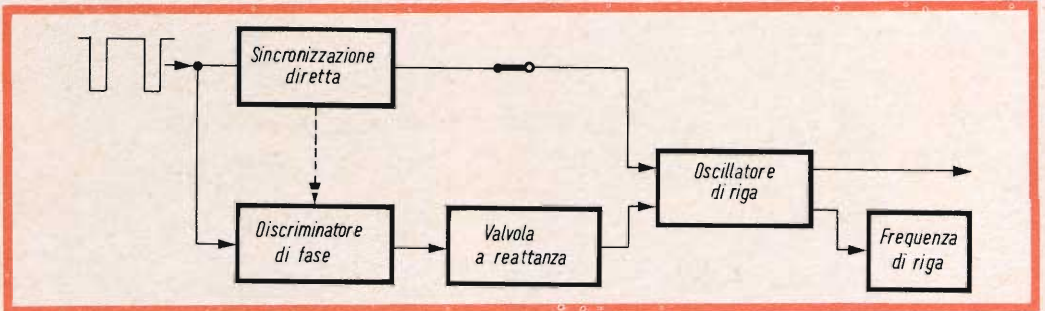 Sincronizzazione
diretta
Discriminatore
di fase
Valvola
a reattanza
Oscillatore
di riga
Frequenza
di riga